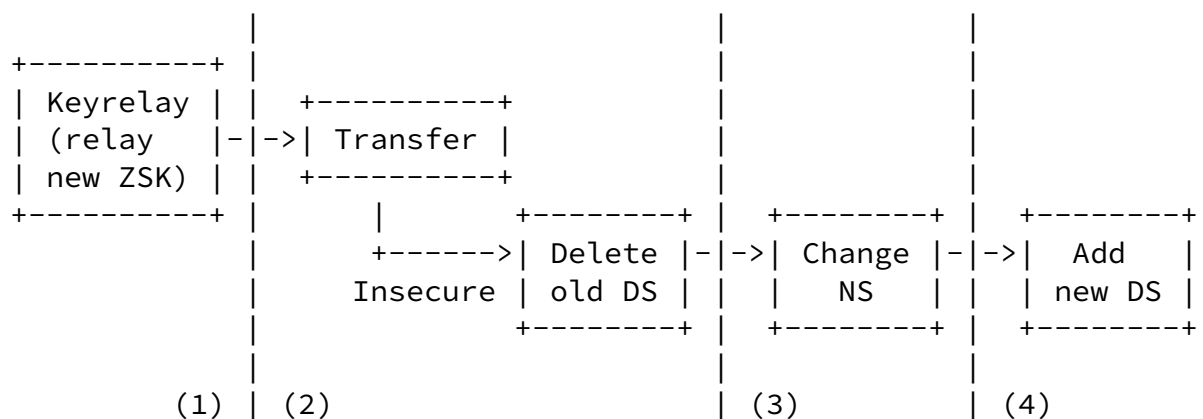 |                              |                |
  +----------+    |                              |                |
  | Keyrelay |    |  +----------+                |                |
  | (relay   |-|->| Transfer |                   |                |
  | new ZSK) |    |  +----------+                |                |
  +----------+    |      |        +--------+ |  +--------+ |  +--------+
                  |      +------>| Delete |-|->| Change |-|->|  Add   |
                  |     Insecure | old DS | |  |   NS   | |  | new DS |
                  |              +--------+ |  +--------+ |  +--------+
                  |                              |                |
              (1) | (2)                          | (3)            | (4)